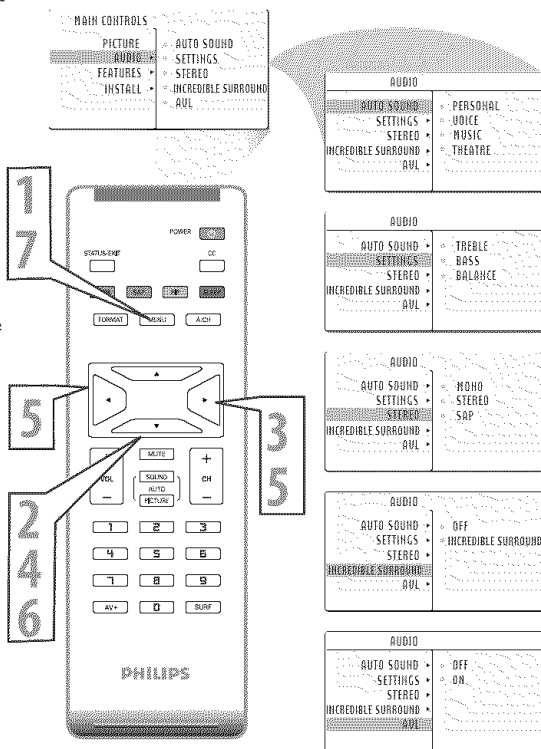 MAIN CONTROLS
PICTURE
AUDIO
FEATURES
INSTALL
AUTO SOUND
SETTINGS
STEREO
INCREDIBLE SURROUND
AVL
AUDIO
AUTO SOUND
SETTINGS
STEREO
INCREDIBLE SURROUND
AVL
PERSONAL
VOICE
MUSIC
THEATRE
AUDIO
AUTO SOUND
SETTINGS
STEREO
INCREDIBLE SURROUND
AVL
TREBLE
BASS
BALANCE
AUDIO
AUTO SOUND
SETTINGS
STEREO
INCREDIBLE SURROUND
AVL
MONO
STEREO
SAP
AUDIO
AUTO SOUND
SETTINGS
STEREO
INCREDIBLE SURROUND
AVL
OFF
INCREDIBLE SURROUND
AUDIO
AUTO SOUND
SETTINGS
STEREO
INCREDIBLE SURROUND
AVL
OFF
ON
1
7
5
2
4
6
3
5
POWER
STATUS/EXIT
CC
SAP
PIP
FORMAT
MENU
A/CH
MUTE
VOL
–
SOUND
AUTO
PICTURE
+
CH
–
1 2 3
4 5 6
7 8 9
AV+ 0 SURF
PHILIPS